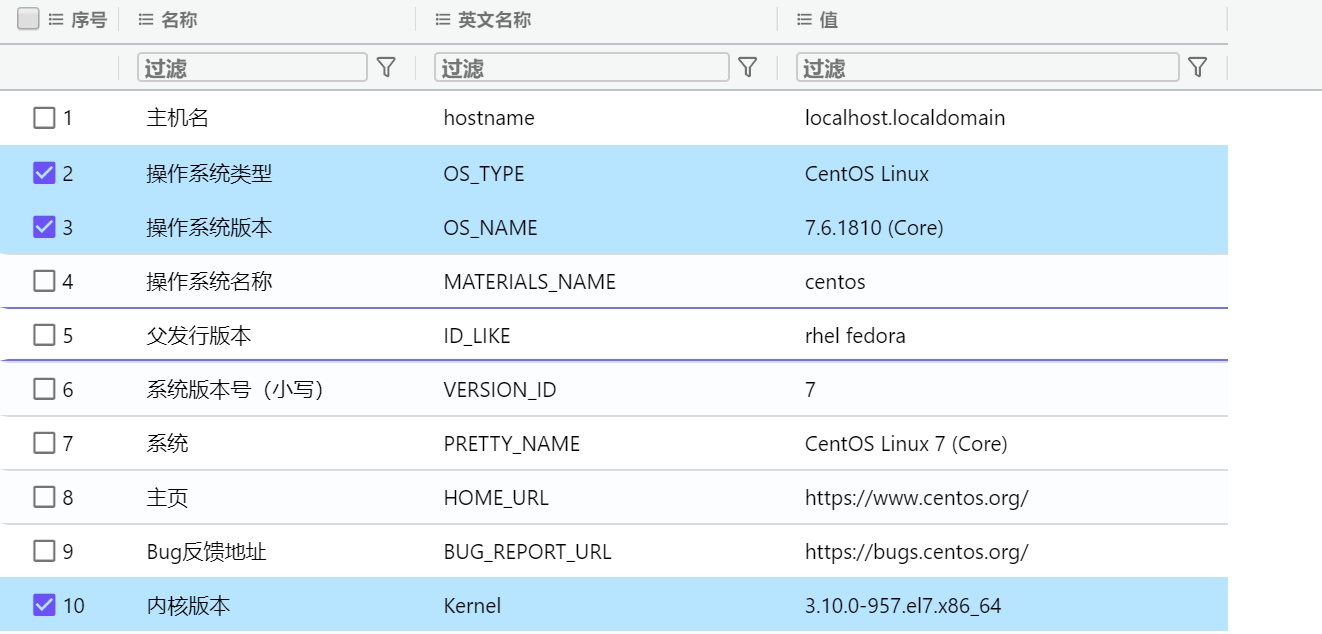 序号 名称 英文名称 值
过滤 过滤 过滤
1 主机名 hostname localhost.localdomain
2 操作系统类型 OS_TYPE CentOS Linux
3 操作系统版本 OS_NAME 7.6.1810 (Core)
4 操作系统名称 MATERIALS_NAME centos
5 父发行版本 ID_LIKE rhel fedora
6 系统版本号（小写） VERSION_ID 7
7 系统 PRETTY_NAME CentOS Linux 7 (Core)
8 主页 HOME_URL https://www.centos.org/
9 Bug反馈地址 BUG_REPORT_URL https://bugs.centos.org/
10 内核版本 Kernel 3.10.0-957.el7.x86_64